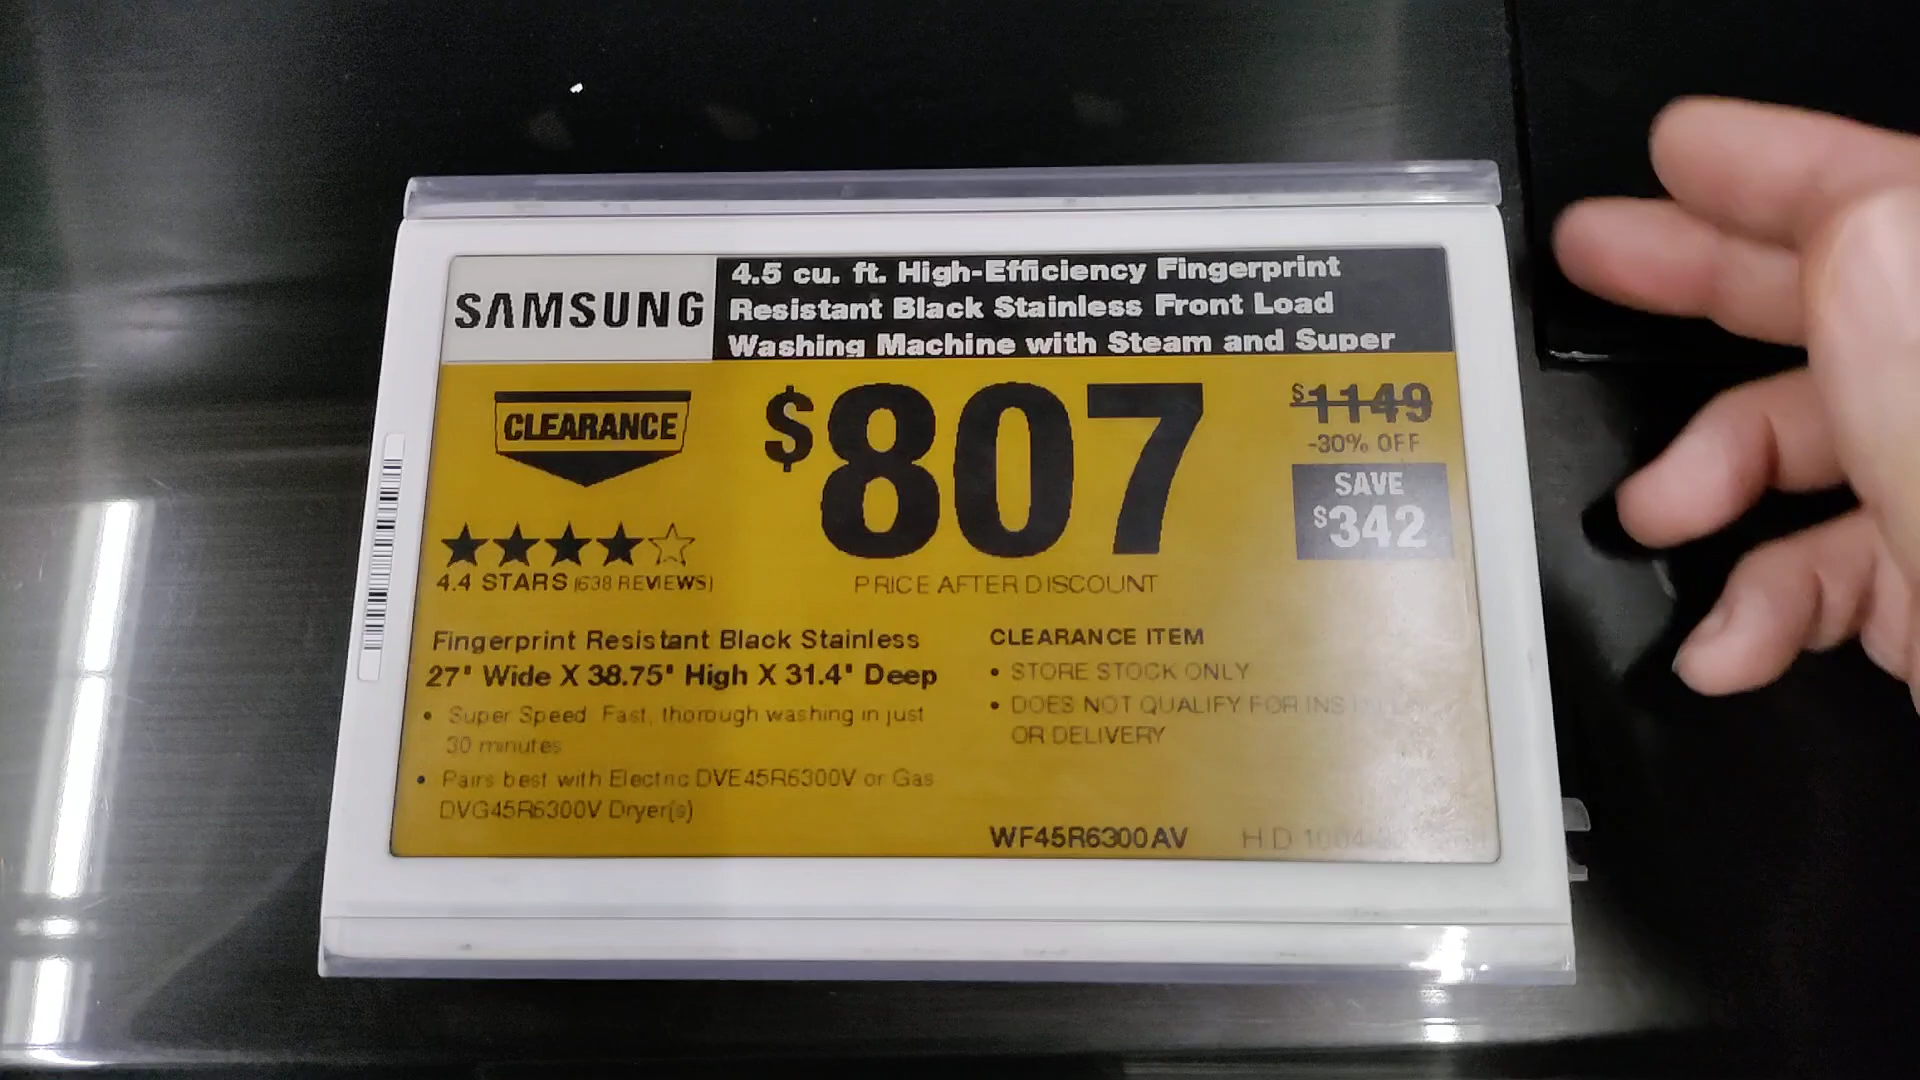 SAMSUNG
4.5 cu. ft. High-Efficiency Fingerprint
Resistant Black Stainless Front Load
Washing Machine with Steam and Super
CLEARANCE
$807
$1149
-30% OFF
SAVE
$342
4.4 STARS (638 REVIEWS)
PRICE AFTER DISCOUNT
Fingerprint Resistant Black Stainless
27" Wide X 38.75" High X 31.4" Deep
• Super Speed Fast, thorough washing in just
30 minutes
• Pairs best with Electric DVE45R6300V or Gas
DVG45R6300V Dryer(s)
CLEARANCE ITEM
• STORE STOCK ONLY
• DOES NOT QUALIFY FOR
OR DELIVERY
WF45R6300AV
HD